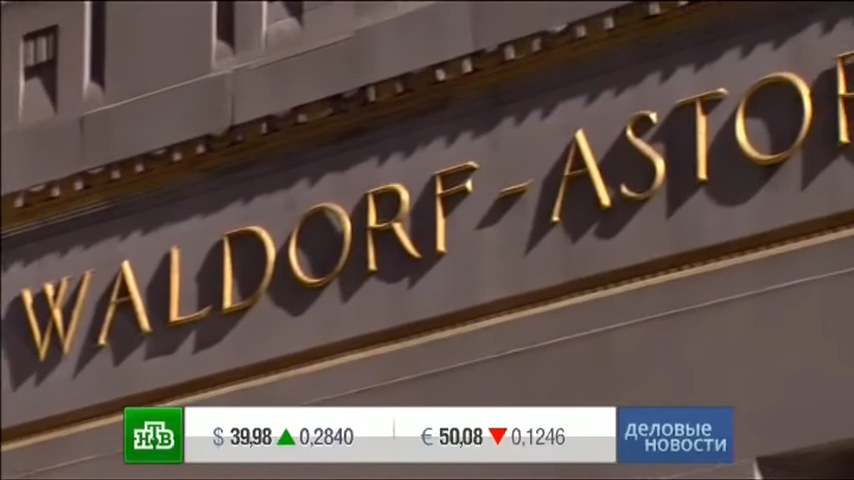 WALDORF-ASTOR
НТВ $ 39,98 ▲ 0,2840 € 50,08 ▼ 0,1246 деловые
новости